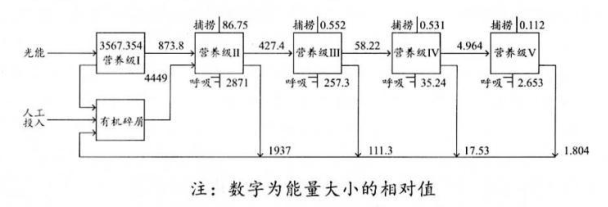 捕捞 86.75
捕捞 0.552
捕捞 0.531
捕捞 0.112
光能
3567.354
营养级I
873.8
营养级II
427.4
营养级III
58.22
营养级IV
4.964
营养级V
4449
呼吸 2871
呼吸 257.3
呼吸 35.24
呼吸 2.653
人工
投入
有机碎屑
1937
111.3
17.53
1.804
注：数字为能量大小的相对值